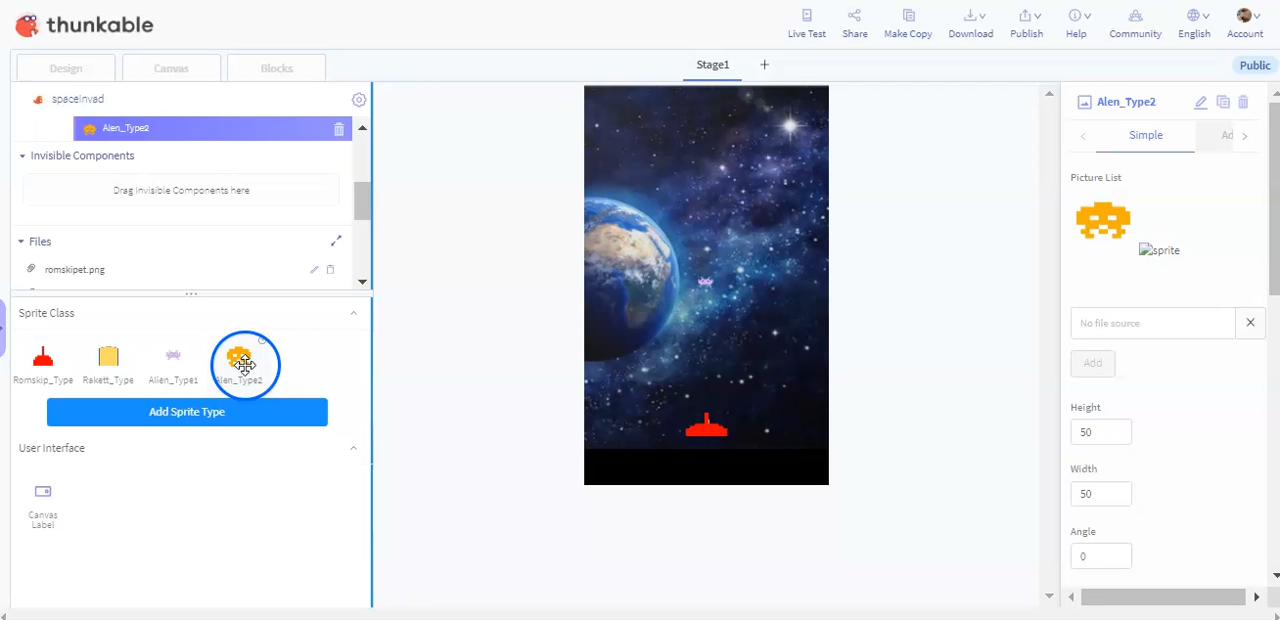 thunkable
Live Test
Share
Make Copy
Download
Publish
Help
Community
English
Account
Design
Canvas
Blocks
Stage1
+
Public
spaceInvad
Alen_Type2
Invisible Components
Drag Invisible Components here
Files
romskipet.png
Sprite Class
Romskip_Type
Rakett_Type
Alien_Type1
Alen_Type2
Add Sprite Type
User Interface
Canvas
Label
Alen_Type2
Simple
Ad
Picture List
sprite
No file source
Add
Height
50
Width
50
Angle
0